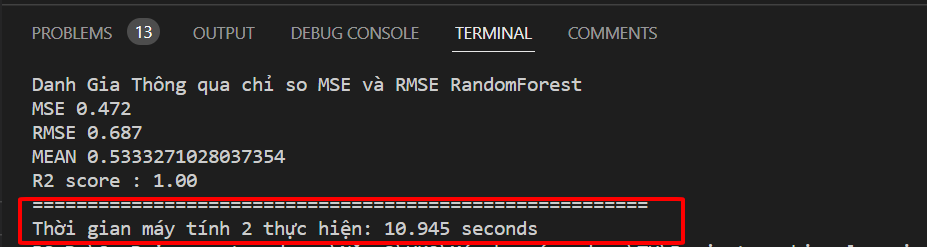 PROBLEMS 13 OUTPUT DEBUG CONSOLE TERMINAL COMMENTS
Danh Gia Thông qua chỉ so MSE và RMSE RandomForest
MSE 0.472
RMSE 0.687
MEAN 0.5333271028037354
R2 score : 1.00
========================================================
Thời gian máy tính 2 thực hiện: 10.945 seconds